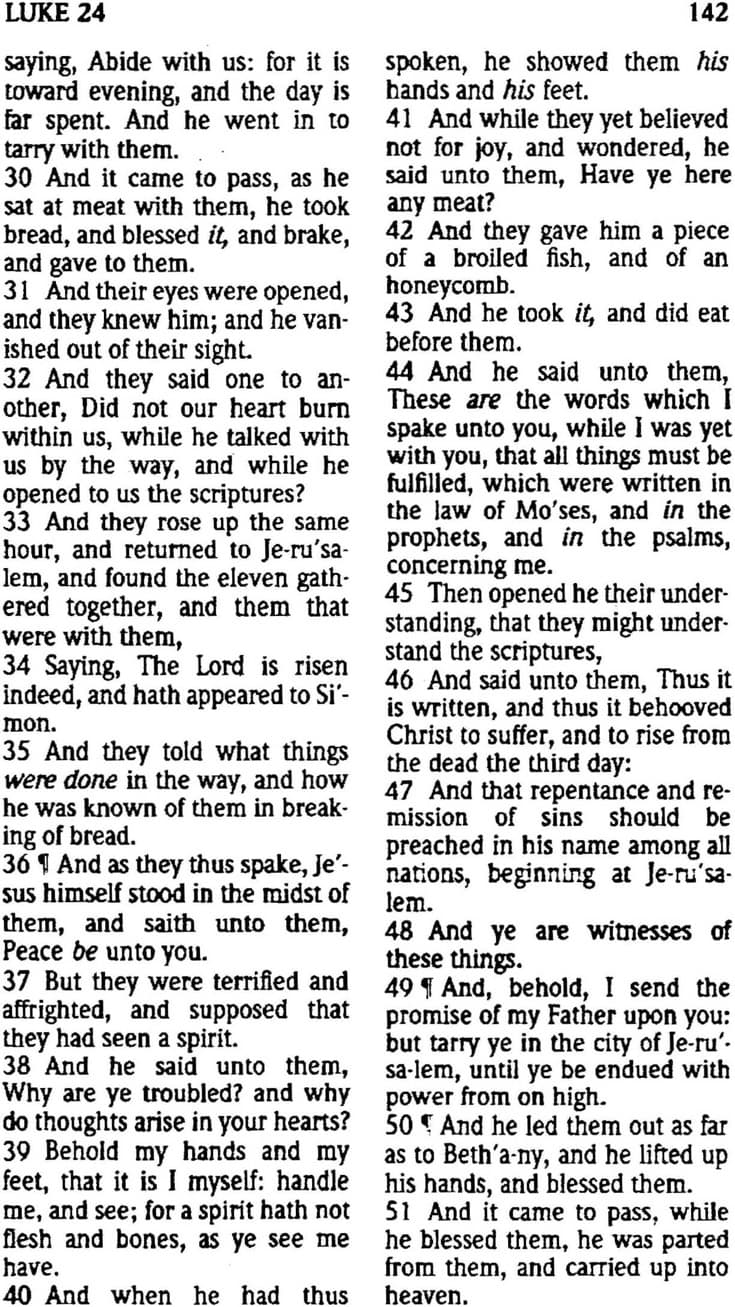 LUKE 24
142
saying, Abide with us: for it is
toward evening, and the day is
far spent. And he went in to
tarry with them.
30 And it came to pass, as he
sat at meat with them, he took
bread, and blessed it, and brake,
and gave to them.
31 And their eyes were opened,
and they knew him; and he van-
ished out of their sight.
32 And they said one to an-
other, Did not our heart burn
within us, while he talked with
us by the way, and while he
opened to us the scriptures?
33 And they rose up the same
hour, and returned to Je-ru'sa-
lem, and found the eleven gath-
ered together, and them that
were with them,
34 Saying, The Lord is risen
indeed, and hath appeared to Si'-
mon.
35 And they told what things
were done in the way, and how
he was known of them in break-
ing of bread.
36 ¶ And as they thus spake, Je'-
sus himself stood in the midst of
them, and saith unto them,
Peace be unto you.
37 But they were terrified and
affrighted, and supposed that
they had seen a spirit.
38 And he said unto them,
Why are ye troubled? and why
do thoughts arise in your hearts?
39 Behold my hands and my
feet, that it is I myself: handle
me, and see; for a spirit hath not
flesh and bones, as ye see me
have.
40 And when he had thus
spoken, he showed them his
hands and his feet.
41 And while they yet believed
not for joy, and wondered, he
said unto them, Have ye here
any meat?
42 And they gave him a piece
of a broiled fish, and of an
honeycomb.
43 And he took it, and did eat
before them.
44 And he said unto them,
These are the words which I
spake unto you, while I was yet
with you, that all things must be
fulfilled, which were written in
the law of Mo'ses, and in the
prophets, and in the psalms,
concerning me.
45 Then opened he their under-
standing, that they might under-
stand the scriptures,
46 And said unto them, Thus it
is written, and thus it behooved
Christ to suffer, and to rise from
the dead the third day:
47 And that repentance and re-
mission of sins should be
preached in his name among all
nations, beginning at Je-ru'sa-
lem.
48 And ye are witnesses of
these things.
49 ¶ And, behold, I send the
promise of my Father upon you:
but tarry ye in the city of Je-ru'-
sa-lem, until ye be endued with
power from on high.
50 ¶ And he led them out as far
as to Beth'a-ny, and he lifted up
his hands, and blessed them.
51 And it came to pass, while
he blessed them, he was parted
from them, and carried up into
heaven.